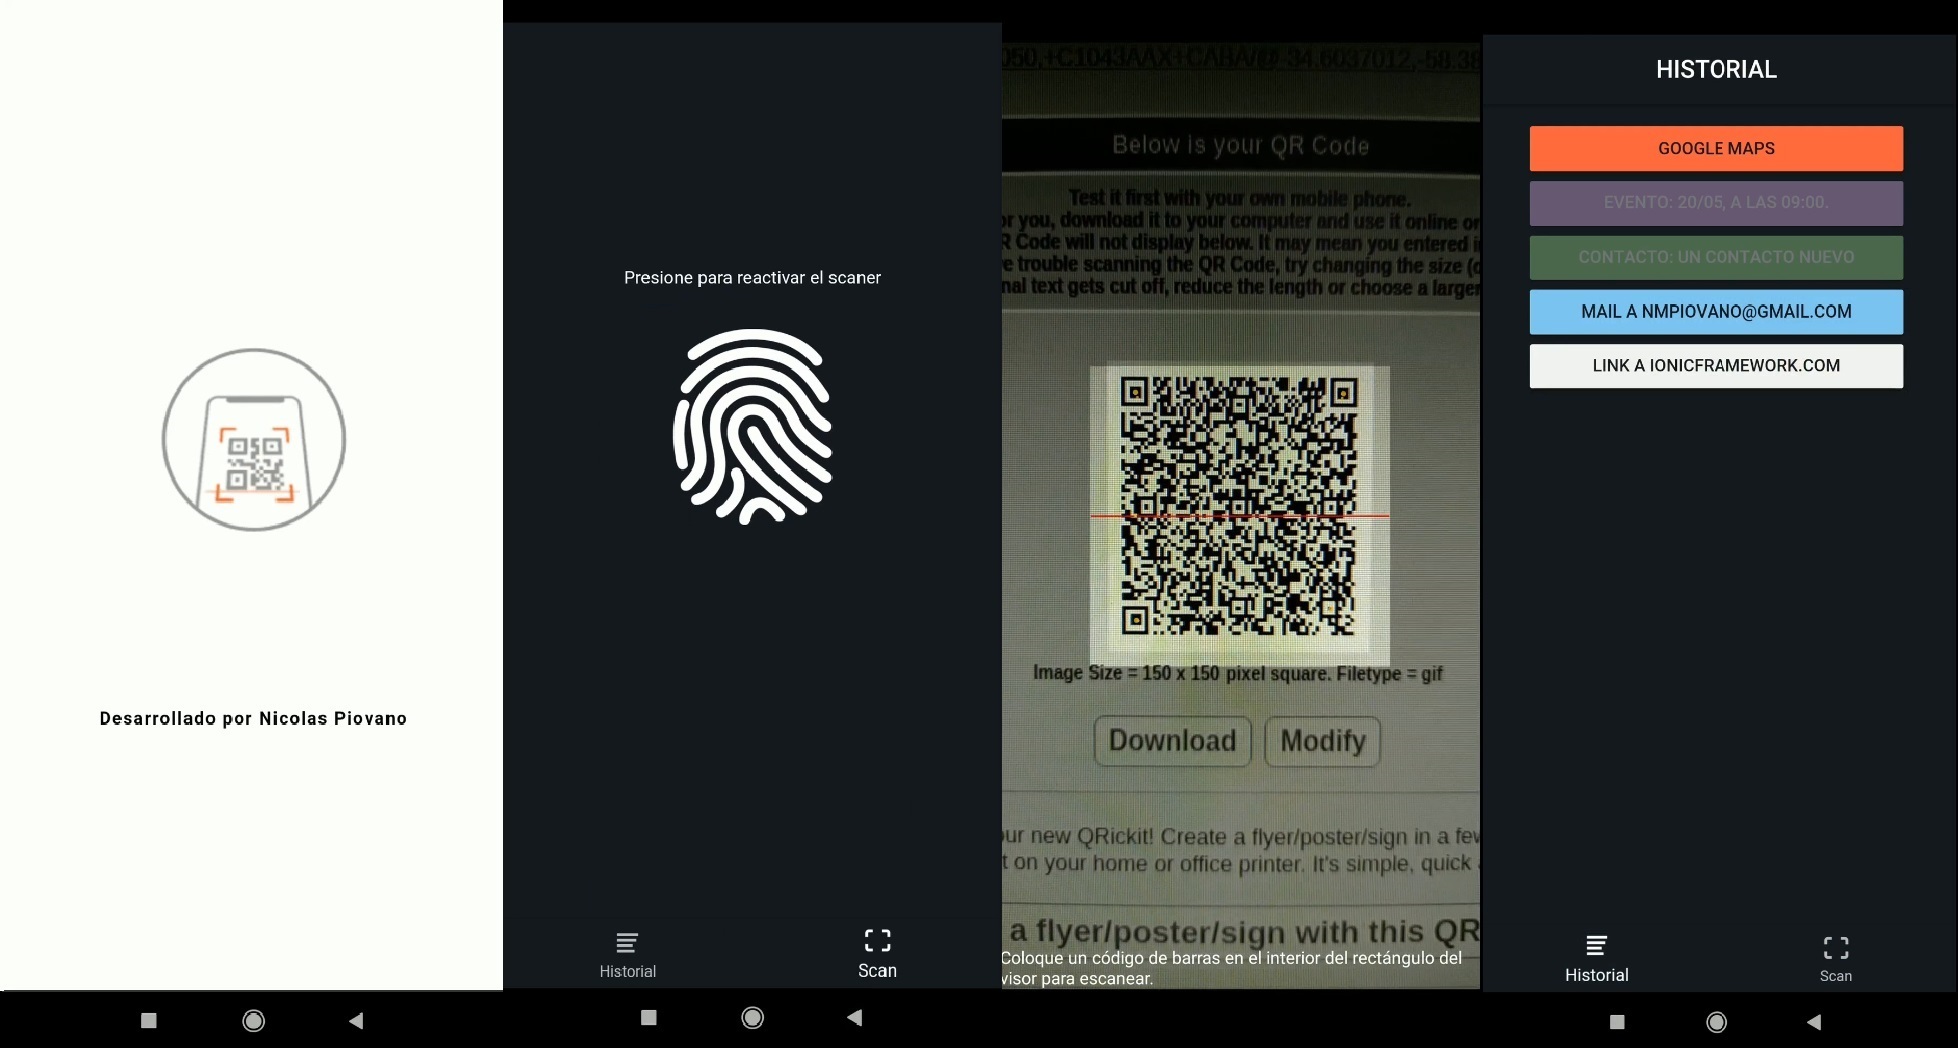 Desarrollado por Nicolas Piovano
Presione para reactivar el scaner
Historial
Scan
050,+C1043AAX+CABA/@-34.6037012,-58.38
Below is your QR Code
Test it first with your own mobile phone.
or you, download it to your computer and use it online or
R Code will not display below. It may mean you entered i
e trouble scanning the QR Code, try changing the size (c
nal text gets cut off, reduce the length or choose a larger
Image Size = 150 x 150 pixel square. Filetype = gif
Download
Modify
ur new QRickit! Create a flyer/poster/sign in a few
t on your home or office printer. It's simple, quick
a flyer/poster/sign with this QR
Coloque un código de barras en el interior del rectángulo del
visor para escanear.
HISTORIAL
GOOGLE MAPS
EVENTO: 20/05, A LAS 09:00.
CONTACTO: UN CONTACTO NUEVO
MAIL A NMPIOVANO@GMAIL.COM
LINK A IONICFRAMEWORK.COM
Historial
Scan